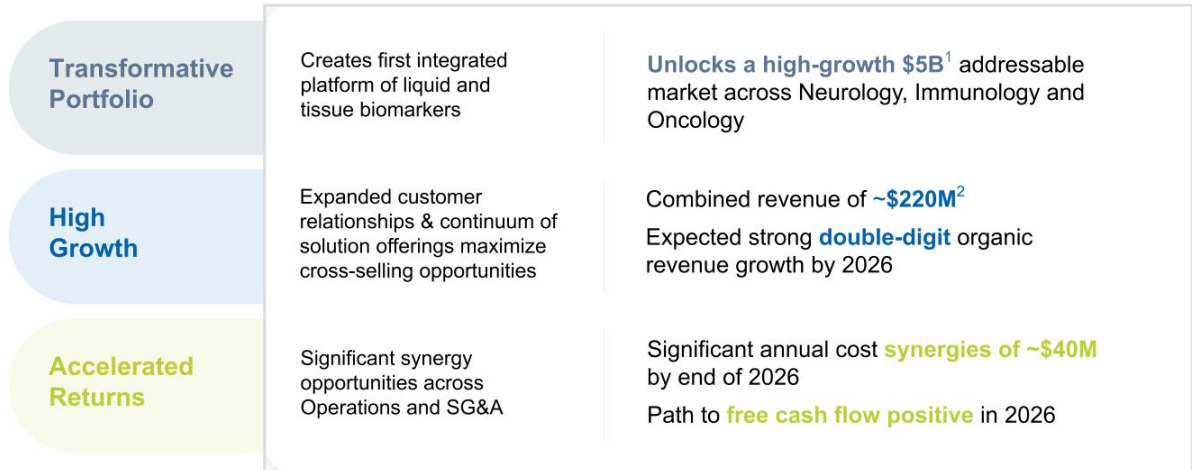 Transformative
Portfolio
Creates first integrated
platform of liquid and
tissue biomarkers
Unlocks a high-growth $5B1 addressable
market across Neurology, Immunology and
Oncology
High
Growth
Expanded customer
relationships & continuum of
solution offerings maximize
cross-selling opportunities
Combined revenue of ~$220M2
Expected strong double-digit organic
revenue growth by 2026
Accelerated
Returns
Significant synergy
opportunities across
Operations and SG&A
Significant annual cost synergies of ~$40M
by end of 2026
Path to free cash flow positive in 2026